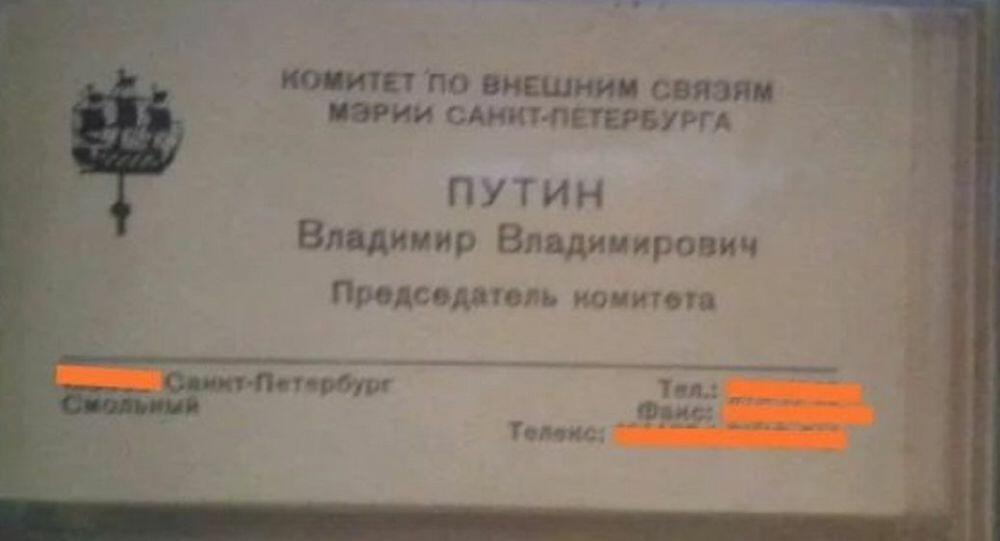 КОМИТЕТ ПО ВНЕШНИМ СВЯЗЯМ
МЭРИИ САНКТ-ПЕТЕРБУРГА
ПУТИН
Владимир Владимирович
Председатель комитета
Санкт-Петербург
Смольный
Тел.:
Факс:
Телекс: